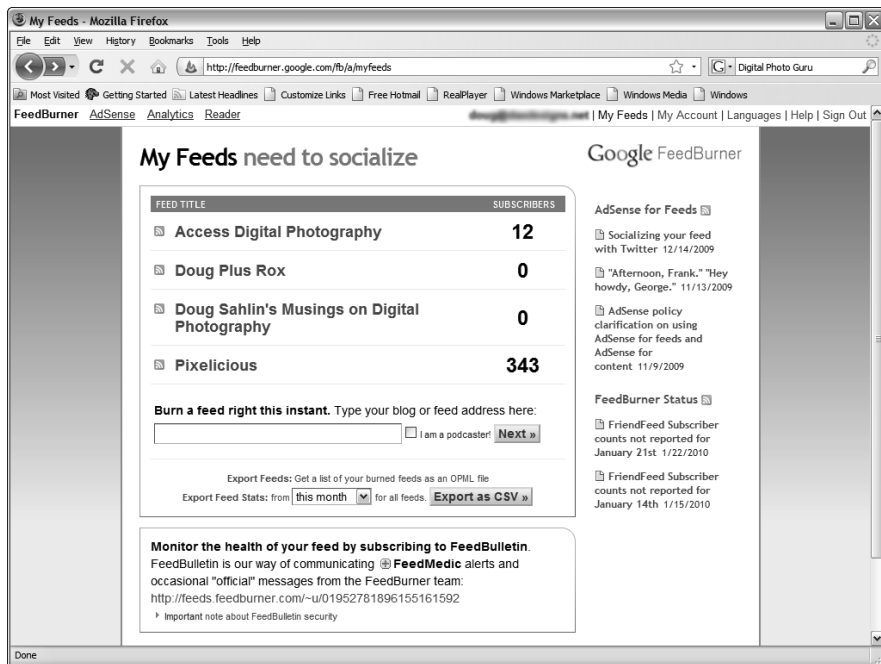 My Feeds - Mozilla Firefox
File Edit View History Bookmarks Tools Help
http://feedburner.google.com/fb/a/myfeeds
G Digital Photo Guru
Most Visited Getting Started Latest Headlines Customize Links Free Hotmail RealPlayer Windows Marketplace Windows Media Windows
FeedBurner AdSense Analytics Reader
| My Feeds | My Account | Languages | Help | Sign Out
My Feeds need to socialize
Google FeedBurner
FEED TITLE SUBSCRIBERS
Access Digital Photography 12
Doug Plus Rox 0
Doug Sahlin's Musings on Digital
Photography 0
Pixelicious 343
Burn a feed right this instant. Type your blog or feed address here:
I am a podcaster! Next »
Export Feeds: Get a list of your burned feeds as an OPML file
Export Feed Stats: from this month for all feeds. Export as CSV »
Monitor the health of your feed by subscribing to FeedBulletin.
FeedBulletin is our way of communicating FeedMedic alerts and
occasional "official" messages from the FeedBurner team:
http://feeds.feedburner.com/~u/01952781896155161592
Important note about FeedBulletin security
AdSense for Feeds
Socializing your feed
with Twitter 12/14/2009
"Afternoon, Frank." "Hey
howdy, George." 11/13/2009
AdSense policy
clarification on using
AdSense for feeds and
AdSense for
content 11/9/2009
FeedBurner Status
FriendFeed Subscriber
counts not reported for
January 21st 1/22/2010
FriendFeed Subscriber
counts not reported for
January 14th 1/15/2010
Done